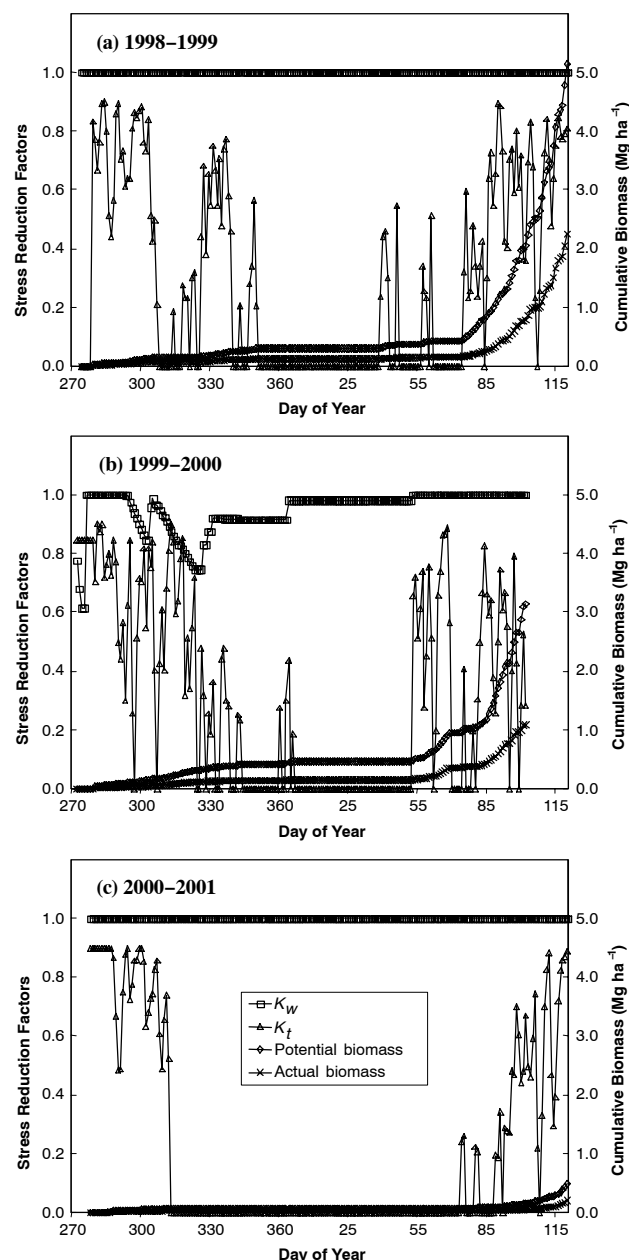 (a) 1998–1999
1.0
0.8
0.6
0.4
0.2
0.0
Stress Reduction Factors
5.0
4.0
3.0
2.0
1.0
0.0
Cumulative Biomass (Mg ha⁻¹)
270 300 330 360 25 55 85 115
Day of Year
(b) 1999–2000
1.0
0.8
0.6
0.4
0.2
0.0
Stress Reduction Factors
5.0
4.0
3.0
2.0
1.0
0.0
Cumulative Biomass (Mg ha⁻¹)
270 300 330 360 25 55 85 115
Day of Year
(c) 2000–2001
1.0
0.8
0.6
0.4
0.2
0.0
Stress Reduction Factors
Kw
Kt
Potential biomass
Actual biomass
5.0
4.0
3.0
2.0
1.0
0.0
Cumulative Biomass (Mg ha⁻¹)
270 300 330 360 25 55 85 115
Day of Year